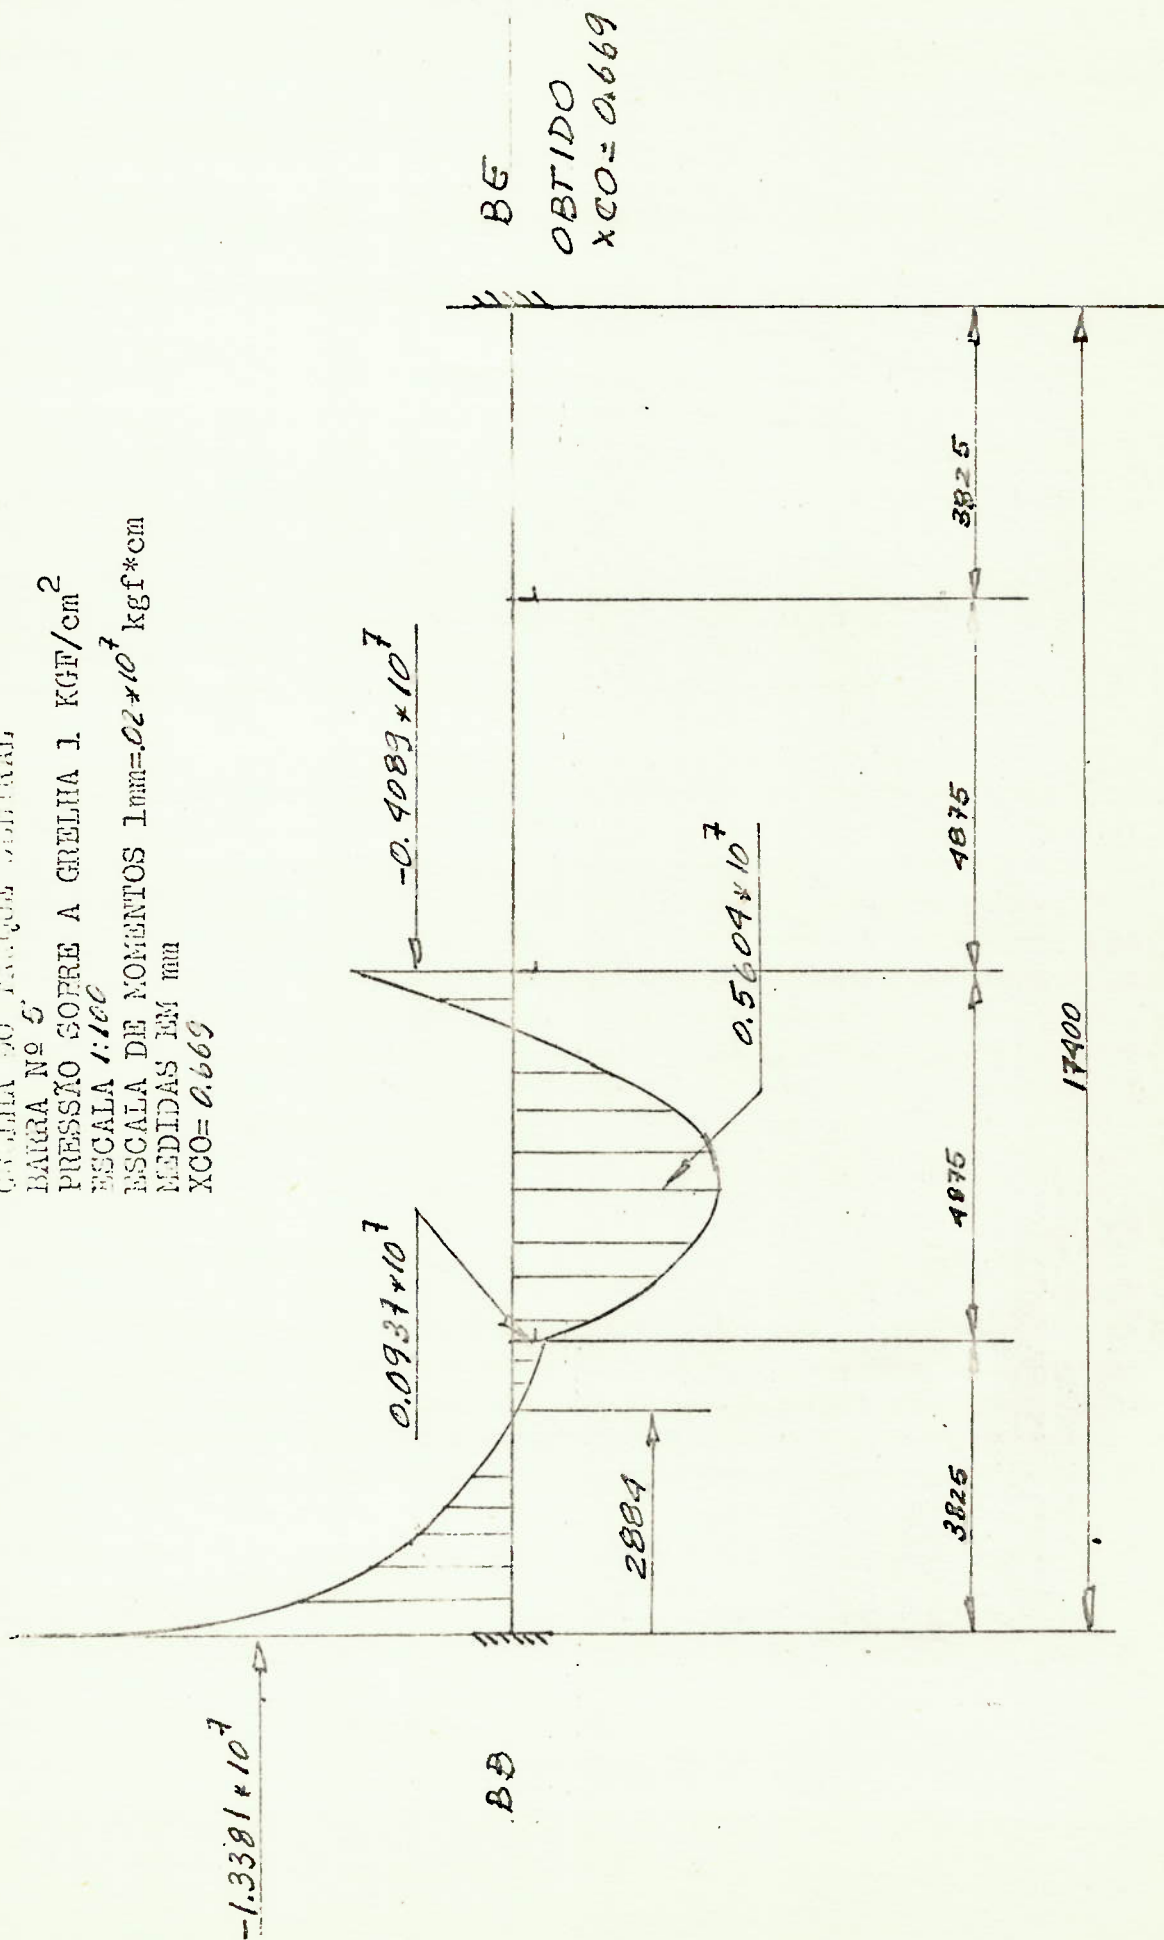 BARRA Nº 5
PRESSÃO SOBRE A GRELHA 1 KGF/cm²
ESCALA 1:100
ESCALA DE MOMENTOS 1mm=.02*10⁷ kgf*cm
MEDIDAS EM mm
XCO= 0.669
-1.3381*10⁷
0.0937*10⁷
-0.4089*10⁷
0.5604*10⁷
BB
BE
OBTIDO
XCO= 0.669
2884
3825
4875
4875
3825
17400